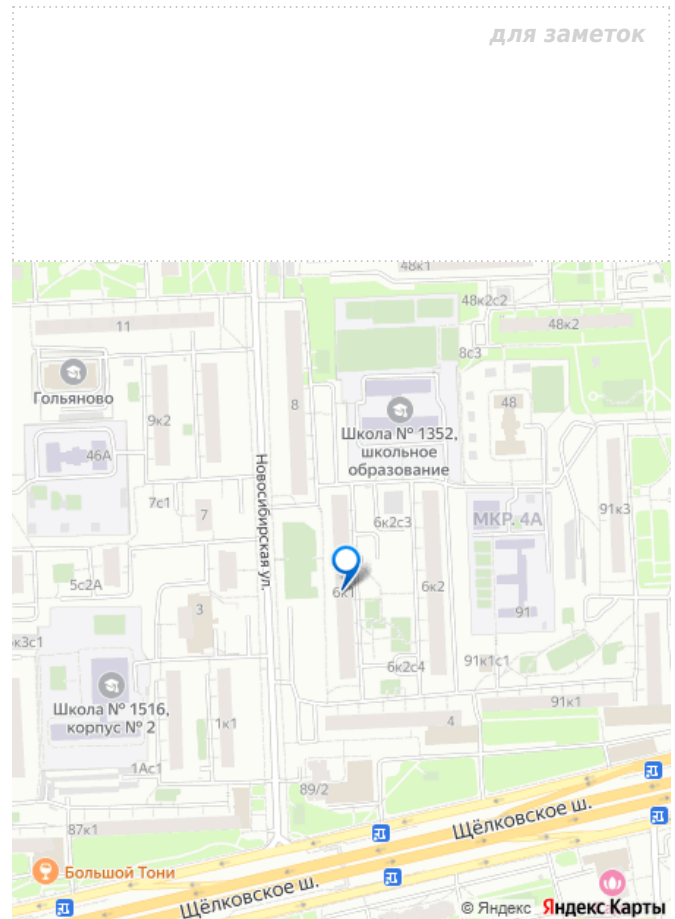 для заметок
48к1
48к2с2
11
48к2
8с3
Гольяново
8
48
9к2
Школа № 1352,
школьное
образование
46А
Новосибирская ул.
7с1
7
6к2с3
МКР. 4А
91к3
5с2А
6к1
6к2
3
91
к3с1
6к2с4
91к1с1
Школа № 1516,
корпус № 2
1к1
91к1
4
1Ас1
89/2
Щёлковское ш.
87к1
Большой Тони
Щёлковское ш.
© Яндекс Яндекс Карты